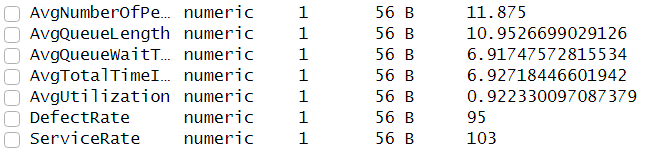 AvgNumberOfPe… numeric 1 56 B 11.875
AvgQueueLength numeric 1 56 B 10.9526699029126
AvgQueueWaitT… numeric 1 56 B 6.91747572815534
AvgTotalTimeI… numeric 1 56 B 6.92718446601942
AvgUtilization numeric 1 56 B 0.922330097087379
DefectRate numeric 1 56 B 95
ServiceRate numeric 1 56 B 103